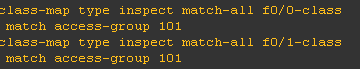 class-map type inspect match-all f0/0-class
match access-group 101
class-map type inspect match-all f0/1-class
match access-group 101